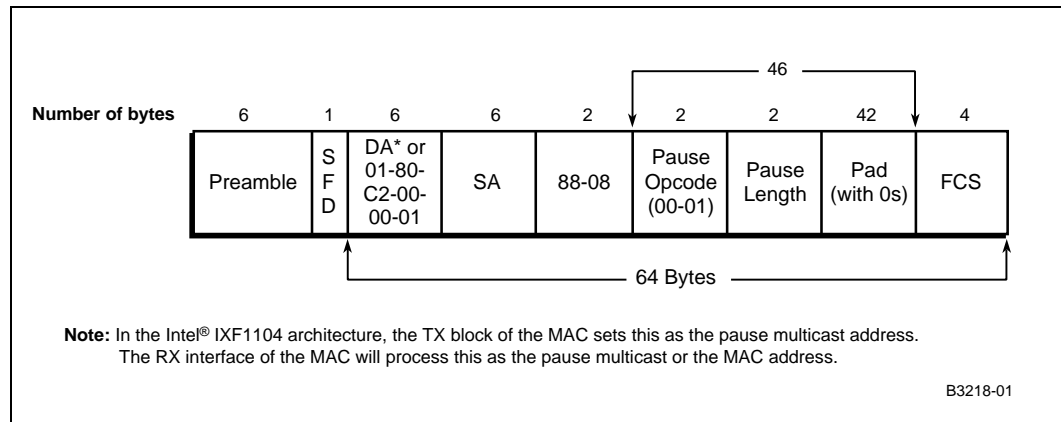 46
Number of bytes 6 1 6 6 2 2 2 42 4
Preamble
S
F
D
DA* or
01-80-
C2-00-
00-01
SA
88-08
Pause
Opcode
(00-01)
Pause
Length
Pad
(with 0s)
FCS
64 Bytes
Note: In the Intel® IXF1104 architecture, the TX block of the MAC sets this as the pause multicast address.
The RX interface of the MAC will process this as the pause multicast or the MAC address.
B3218-01